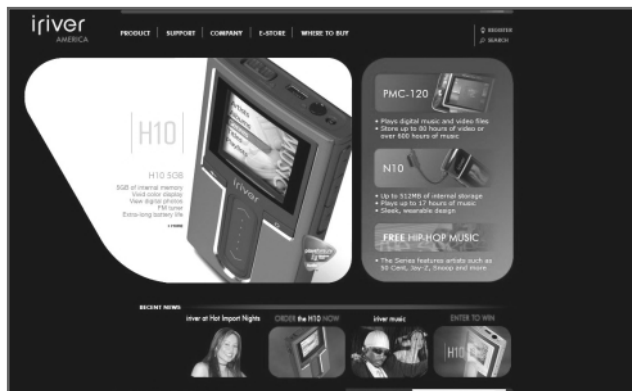 iriver
AMERICA
PRODUCT SUPPORT COMPANY E-STORE WHERE TO BUY
REGISTER
SEARCH
Artists
Albums
Titles
Playlists
MUSIC
iriver
H10
H10 5GB
5GB of internal memory
Vivid color display
View digital photos
FM tuner
Extra-long battery life
PMC-120
• Plays digital music and video files
• Store up to 80 hours of video or
over 600 hours of music
N10
• Up to 512MB of internal storage
• Plays up to 17 hours of music
• Sleek, wearable design
FREE HIP-HOP MUSIC
• The Series features artists such as
50 Cent, Jay-Z, Snoop and more
RECENT NEWS
iriver at Hot Import Nights
ORDER the H10 NOW
iriver music
ENTER TO WIN
H10